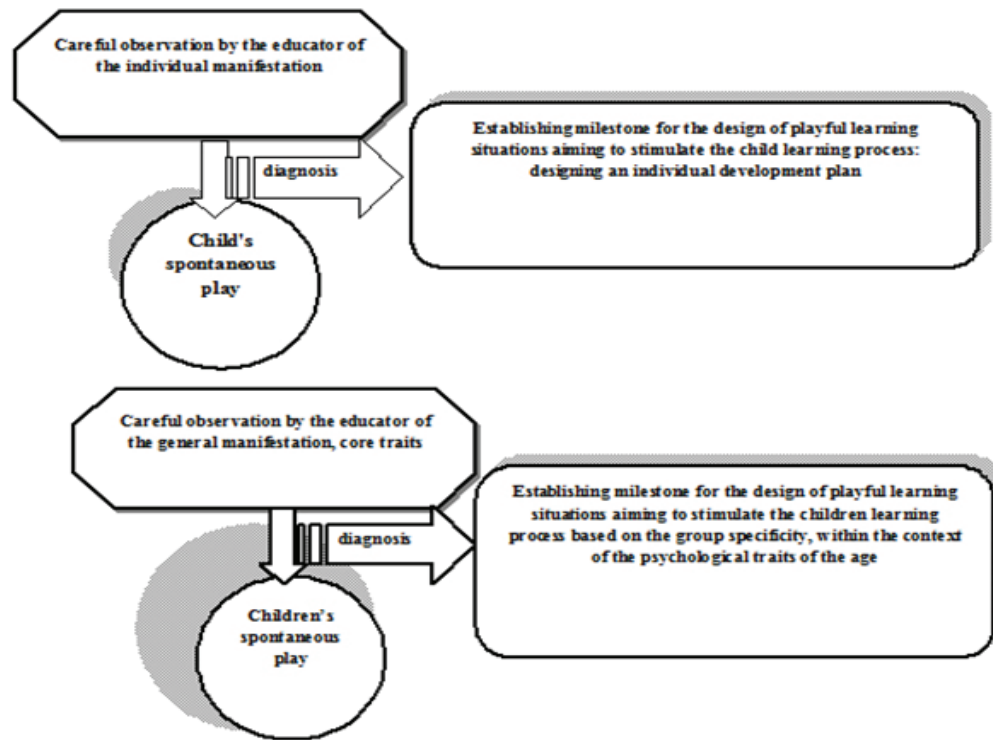 Careful observation by the educator of
the individual manifestation
diagnosis
Establishing milestone for the design of playful learning
situations aiming to stimulate the child learning process:
designing an individual development plan
Child's
spontaneous
play
Careful observation by the educator of
the general manifestation, core traits
diagnosis
Establishing milestone for the design of playful learning
situations aiming to stimulate the children learning
process based on the group specificity, within the context
of the psychological traits of the age
Children's
spontaneous
play